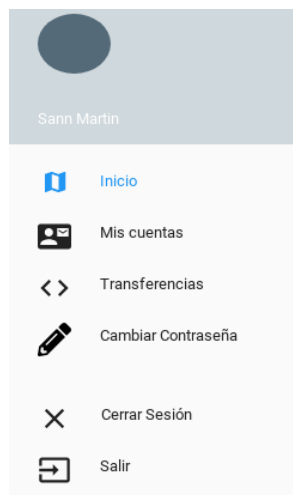 Sann Martin
Inicio
Mis cuentas
Transferencias
Cambiar Contraseña
Cerrar Sesión
Salir